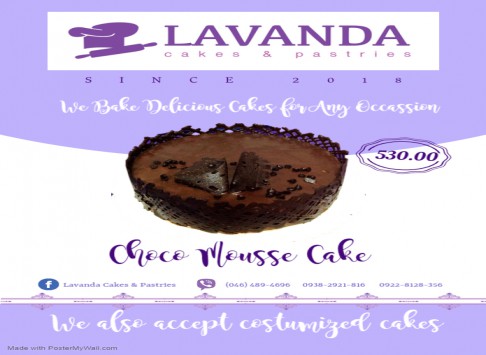 LAVANDA
cakes & pastries
SINCE 2018
We Bake Delicious Cakes for Any Occassion
530.00
Choco Mousse Cake
Lavanda Cakes & Pastries (046) 489-4696 0938-2921-816 0922-8128-356
We also accept costumized cakes
Made with PosterMyWall.com